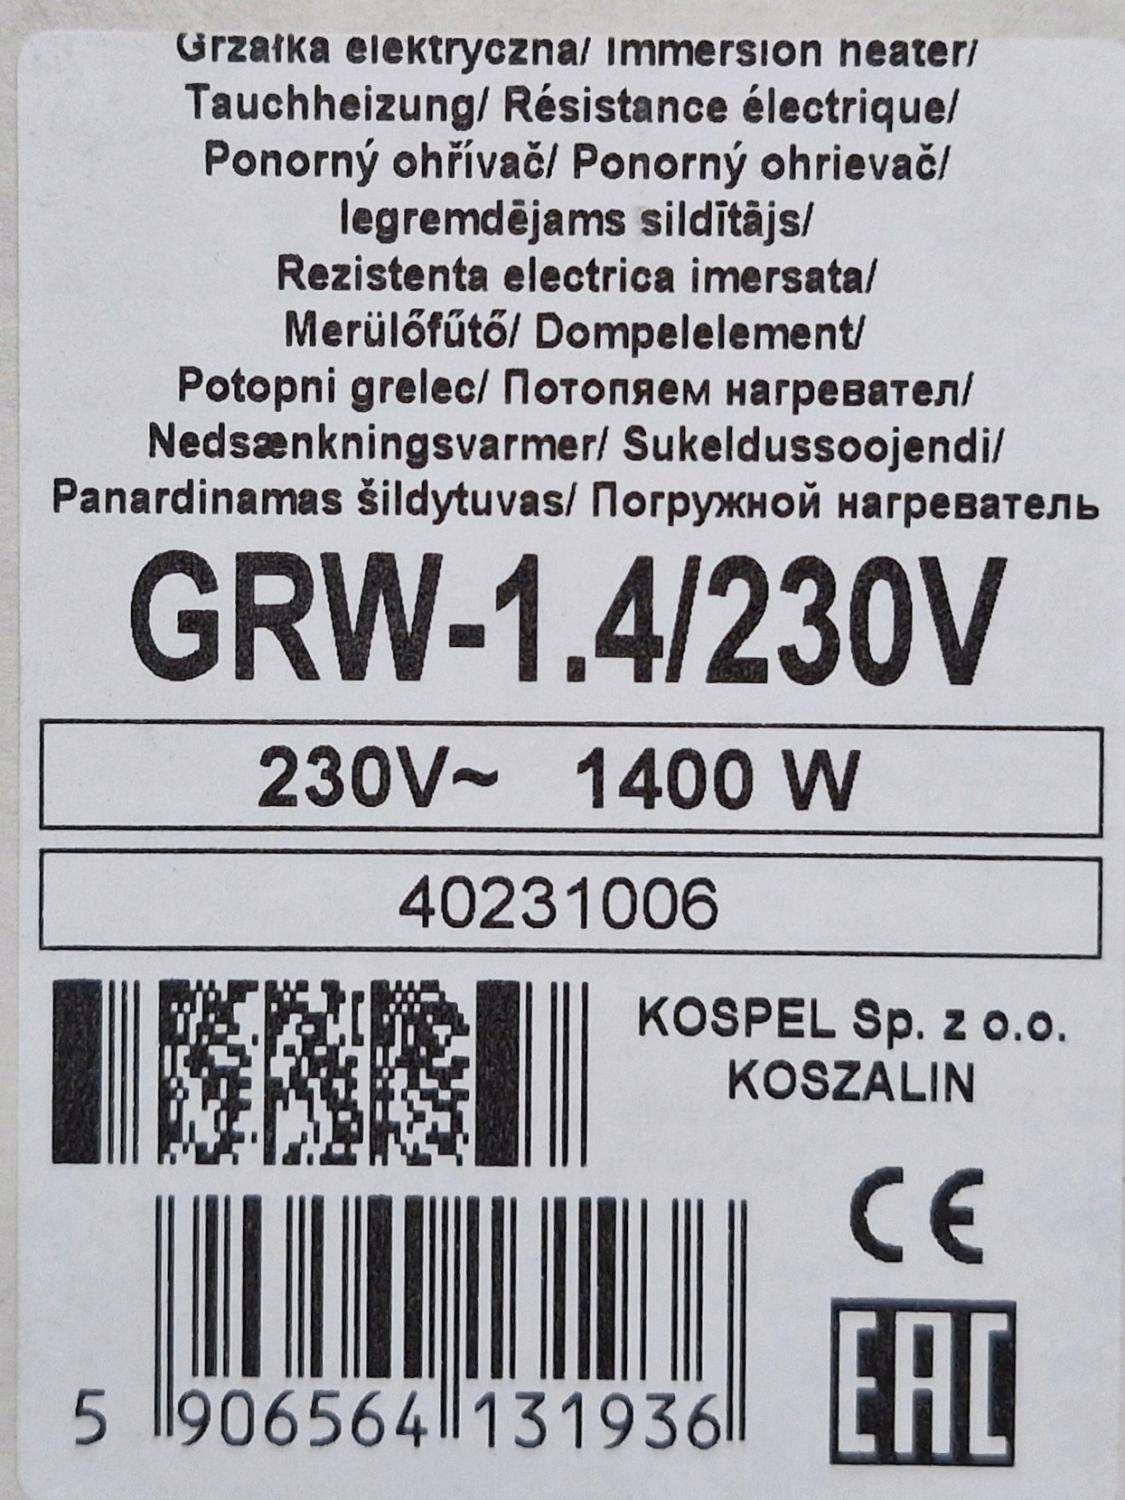 Grzałka elektryczna/ Immersion heater/
Tauchheizung/ Résistance électrique/
Ponorný ohřívač/ Ponorný ohrievač/
Iegremdējams sildītājs/
Rezistenta electrica imersata/
Merülőfűtő/ Dompelelement/
Potopni grelec/ Потопяем нагревател/
Nedsænkningsvarmer/ Sukeldussoojendi/
Panardinamas šildytuvas/ Погружной нагреватель
GRW-1.4/230V
230V~ 1400 W
40231006
KOSPEL Sp. z o.o.
KOSZALIN
CE
EAC
5 906564 131936